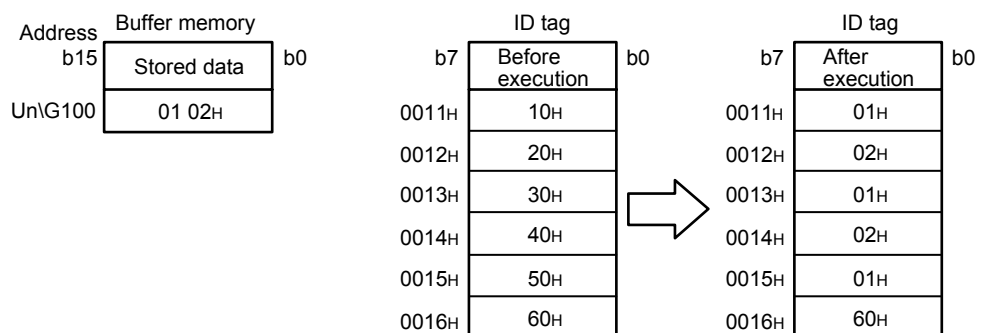 Address
Buffer memory
b15
Stored data
b0
Un\G100
01 02H
ID tag
b7
Before
execution
b0
0011H
10H
0012H
20H
0013H
30H
0014H
40H
0015H
50H
0016H
60H
ID tag
b7
After
execution
b0
0011H
01H
0012H
02H
0013H
01H
0014H
02H
0015H
01H
0016H
60H